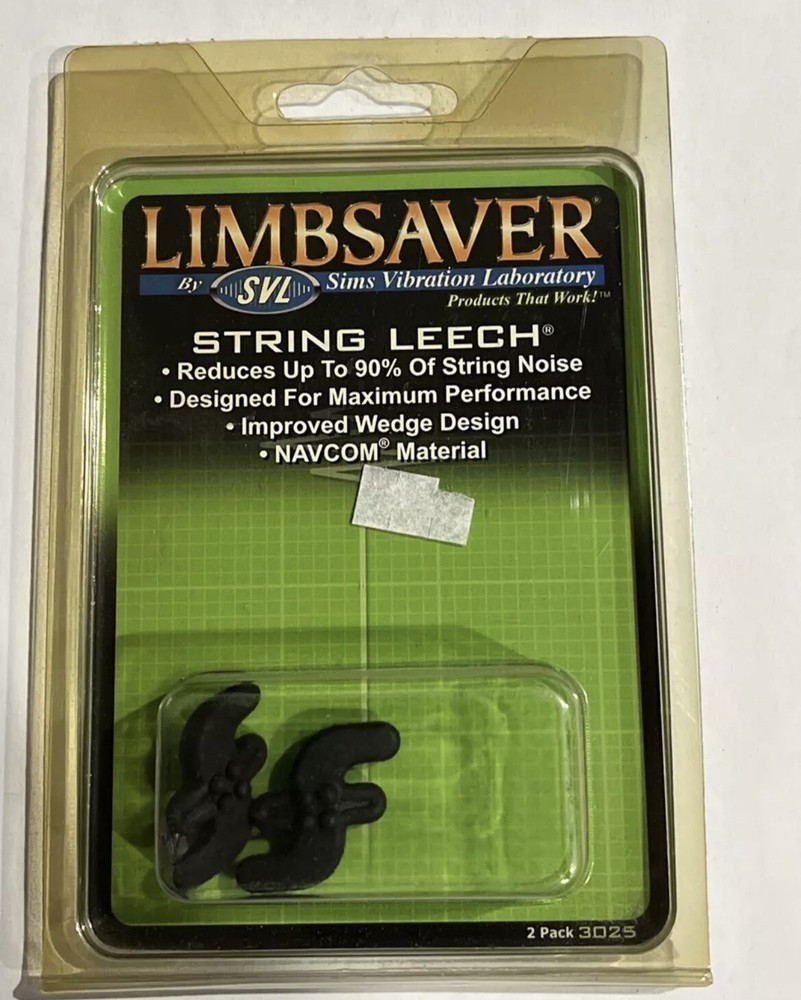 LIMBSAVER®
By SVL Sims Vibration Laboratory
Products That Work!™
STRING LEECH®
• Reduces Up To 90% Of String Noise
• Designed For Maximum Performance
• Improved Wedge Design
• NAVCOM® Material
2 Pack 3025